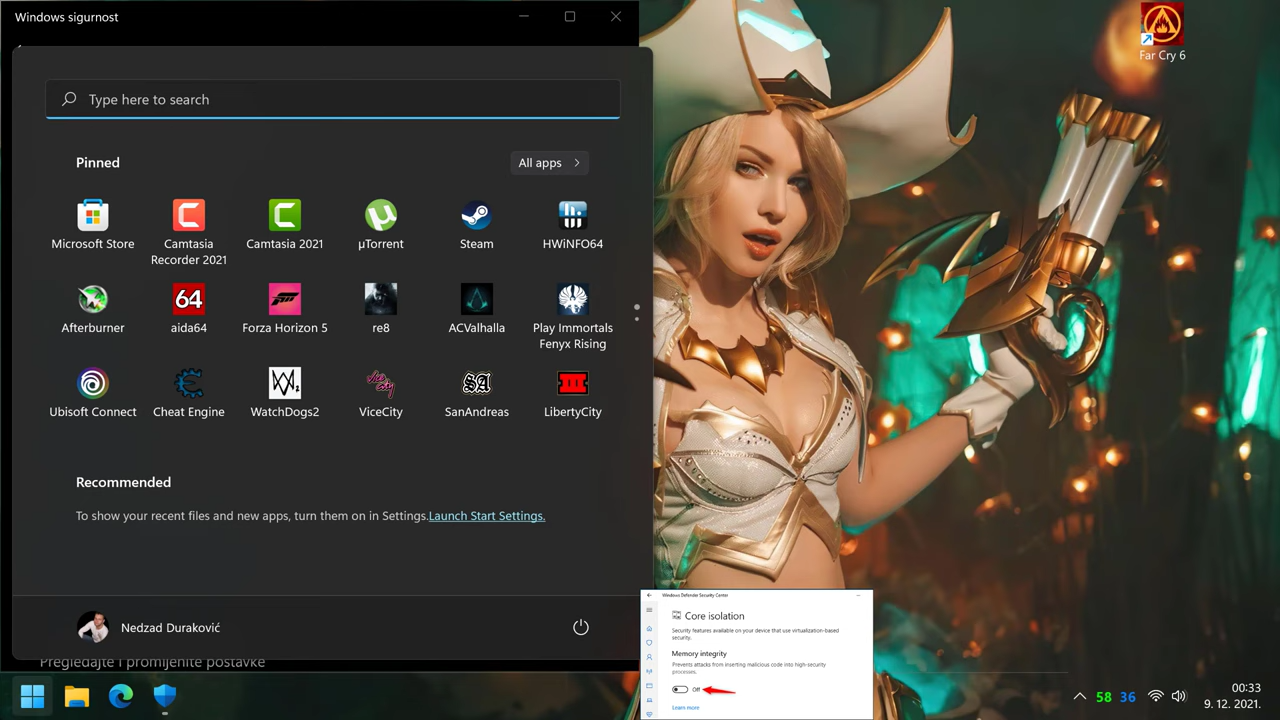 Windows sigurnost
Type here to search
Pinned
All apps
Microsoft Store
Camtasia
Recorder 2021
Camtasia 2021
µTorrent
Steam
HWiNFO64
Afterburner
64
aida64
Forza Horizon 5
re8
ACValhalla
Play Immortals
Fenyx Rising
Ubisoft Connect
Cheat Engine
WatchDogs2
ViceCity
SanAndreas
LibertyCity
Recommended
To show your recent files and new apps, turn them on in Settings.Launch Start Settings.
Darko
Pregledajte i promijenite postavke
Far Cry 6
Windows Defender Security Center
Core isolation
Security features available on your device that use virtualization-based
security.
Memory integrity
Prevents attacks from inserting malicious code into high-security
processes.
Off
Learn more
58 36
00:33
9. 12. 2021.